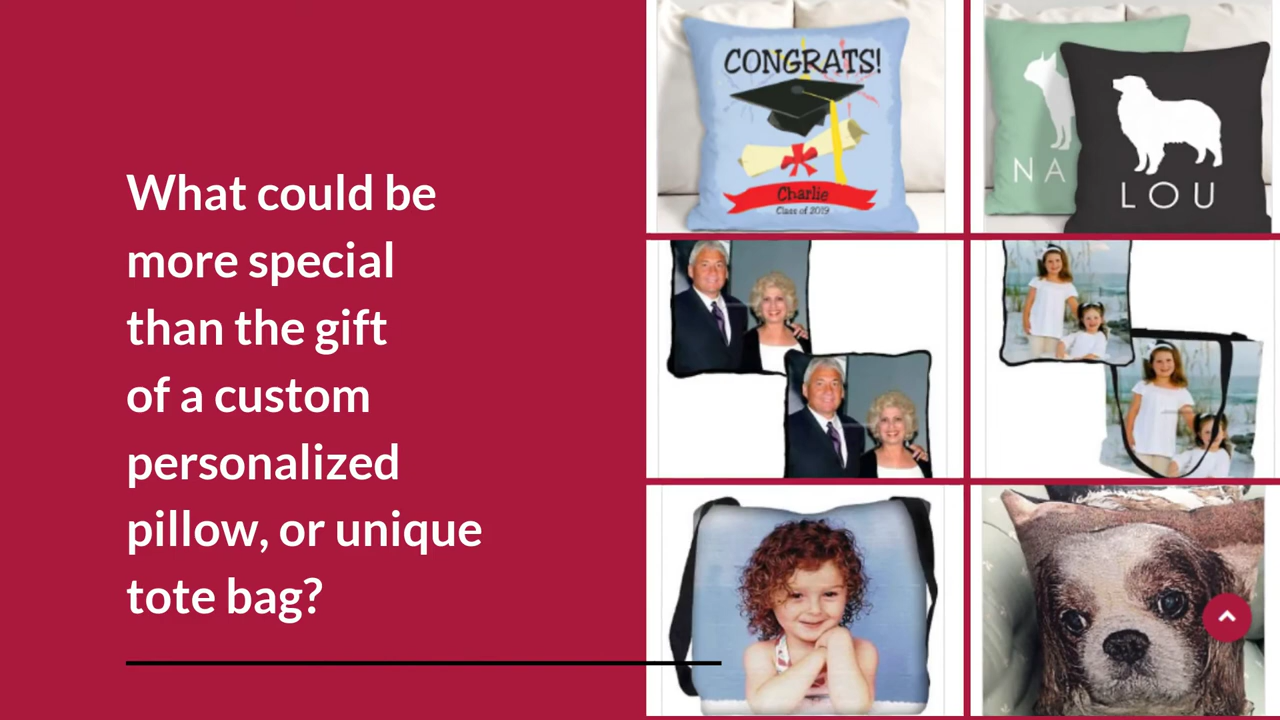 What could be
more special
than the gift
of a custom
personalized
pillow, or unique
tote bag?
CONGRATS!
Charlie
Class of 2019
NA
LOU